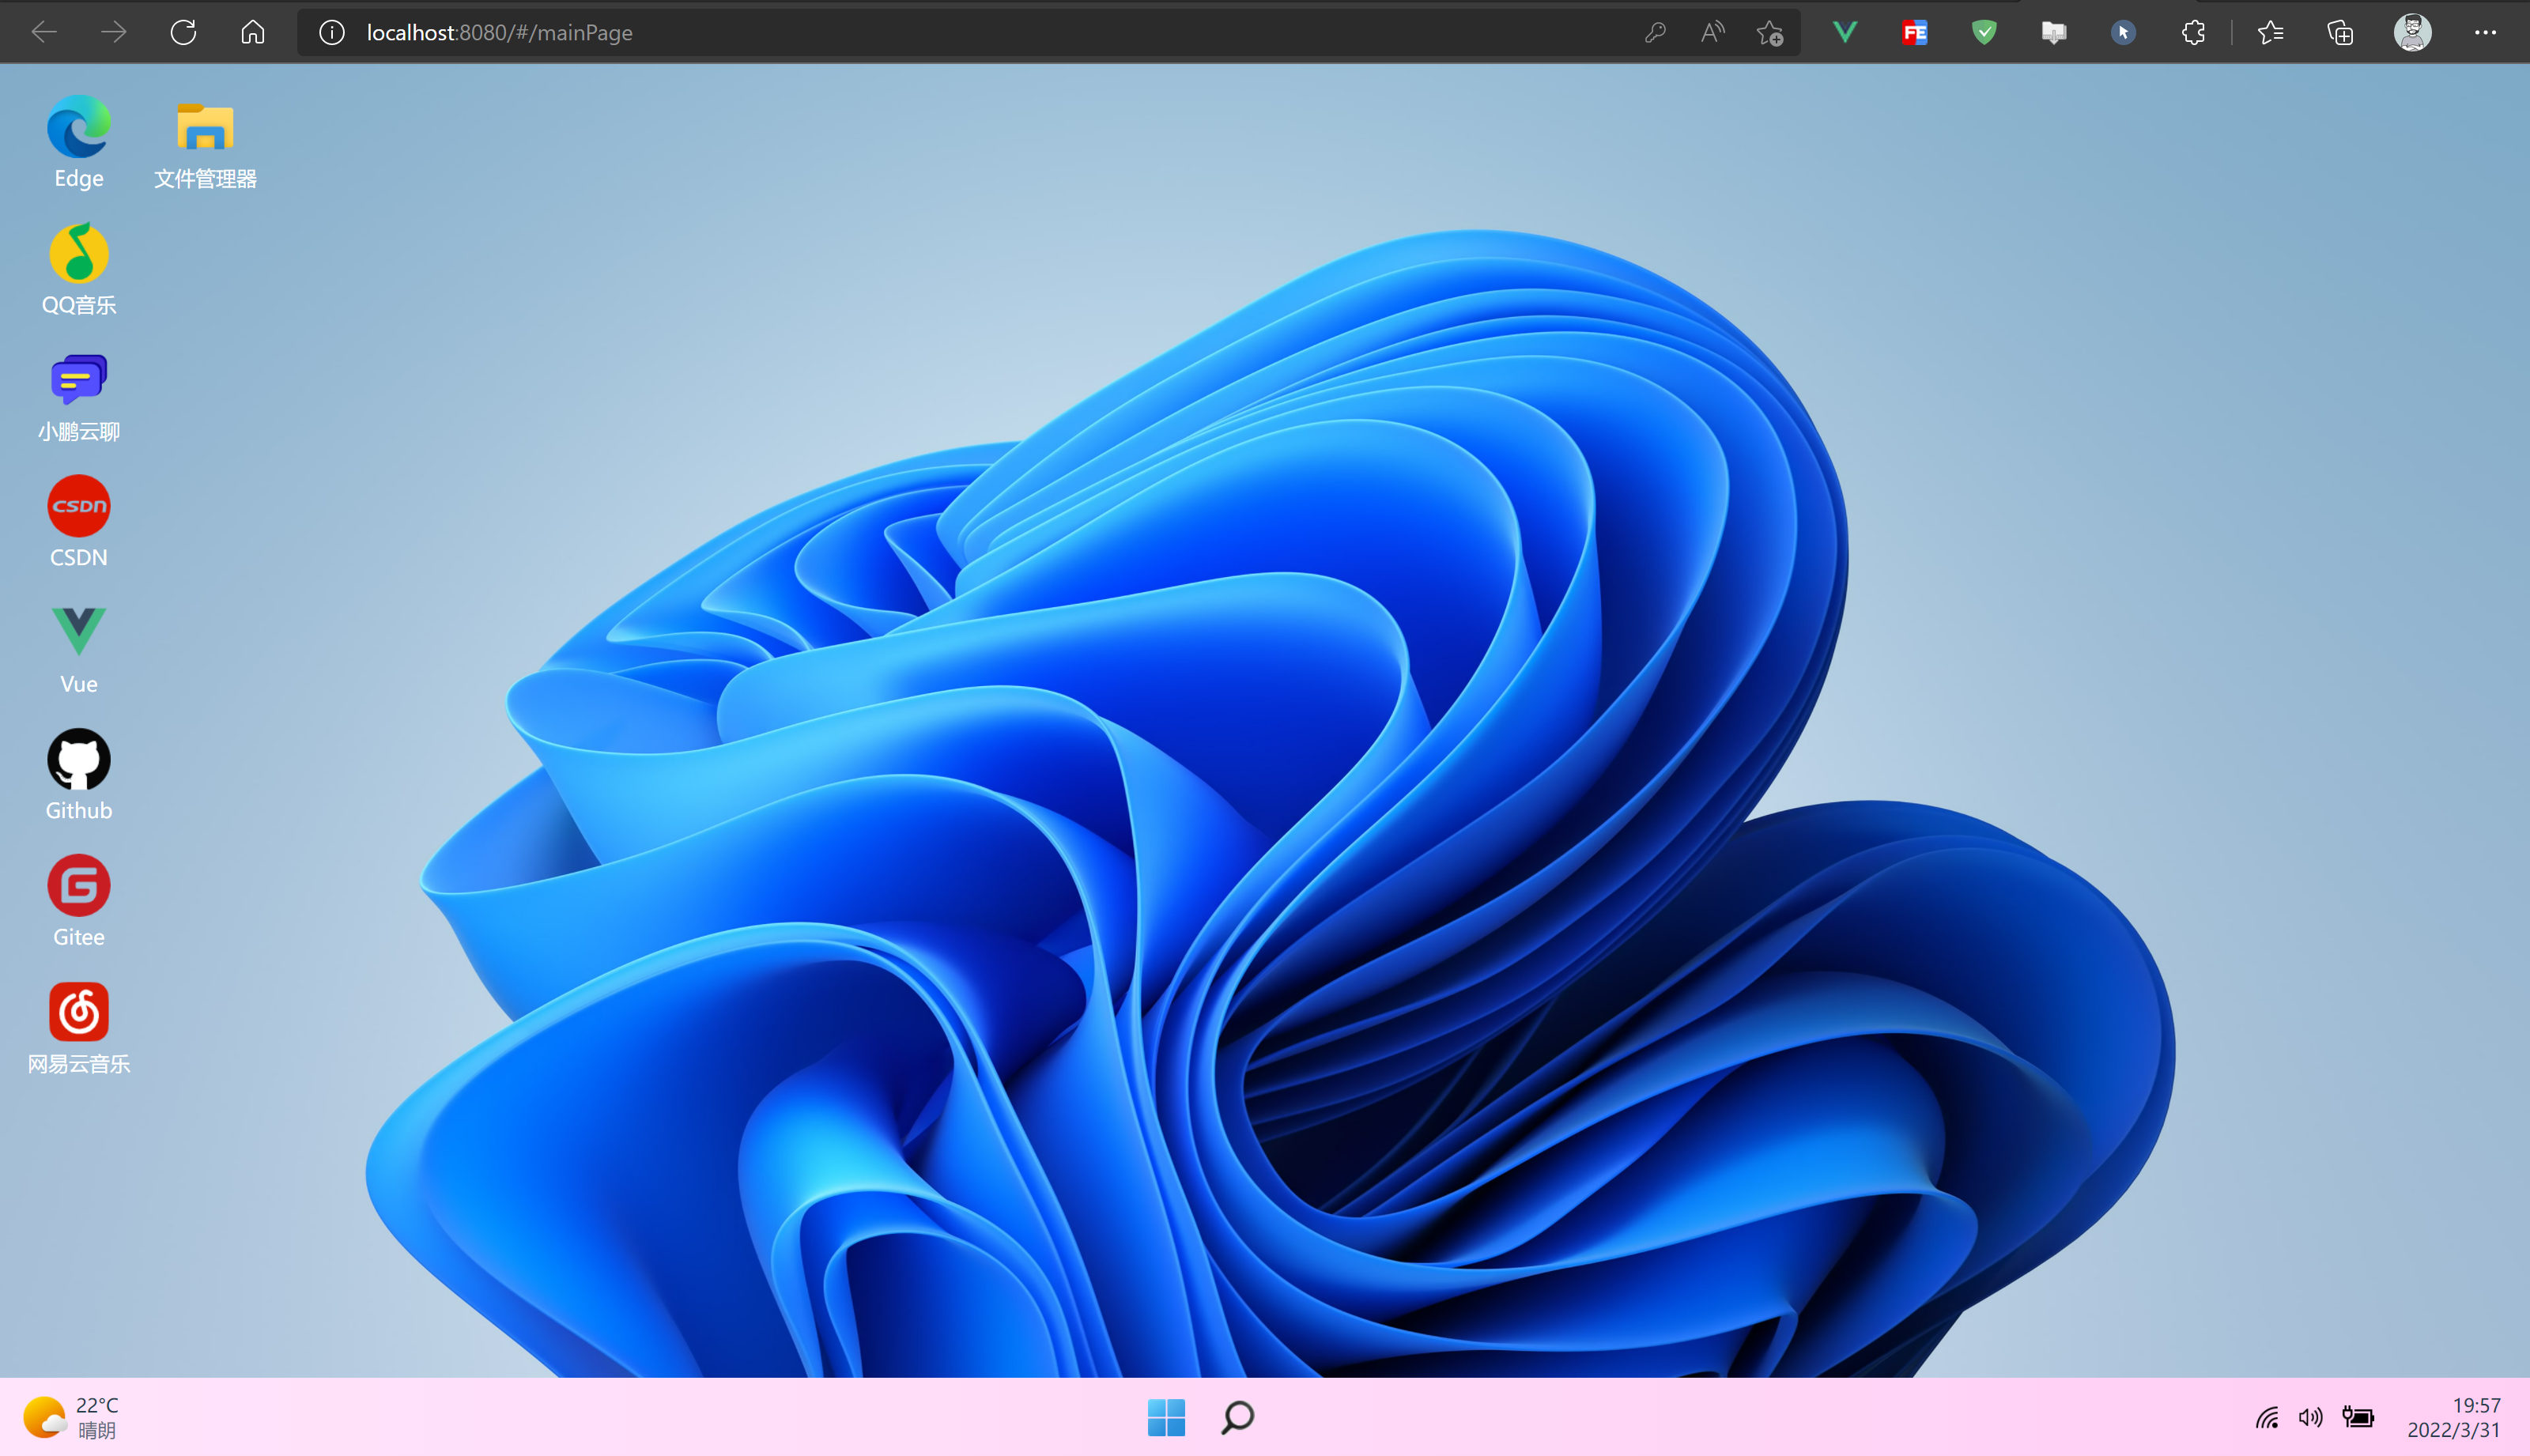 localhost:8080/#/mainPage
FE
Edge
文件管理器
QQ音乐
小鹏云聊
CSDN
CSDN
Vue
Github
G
Gitee
网易云音乐
22°C
晴朗
19:57
2022/3/31